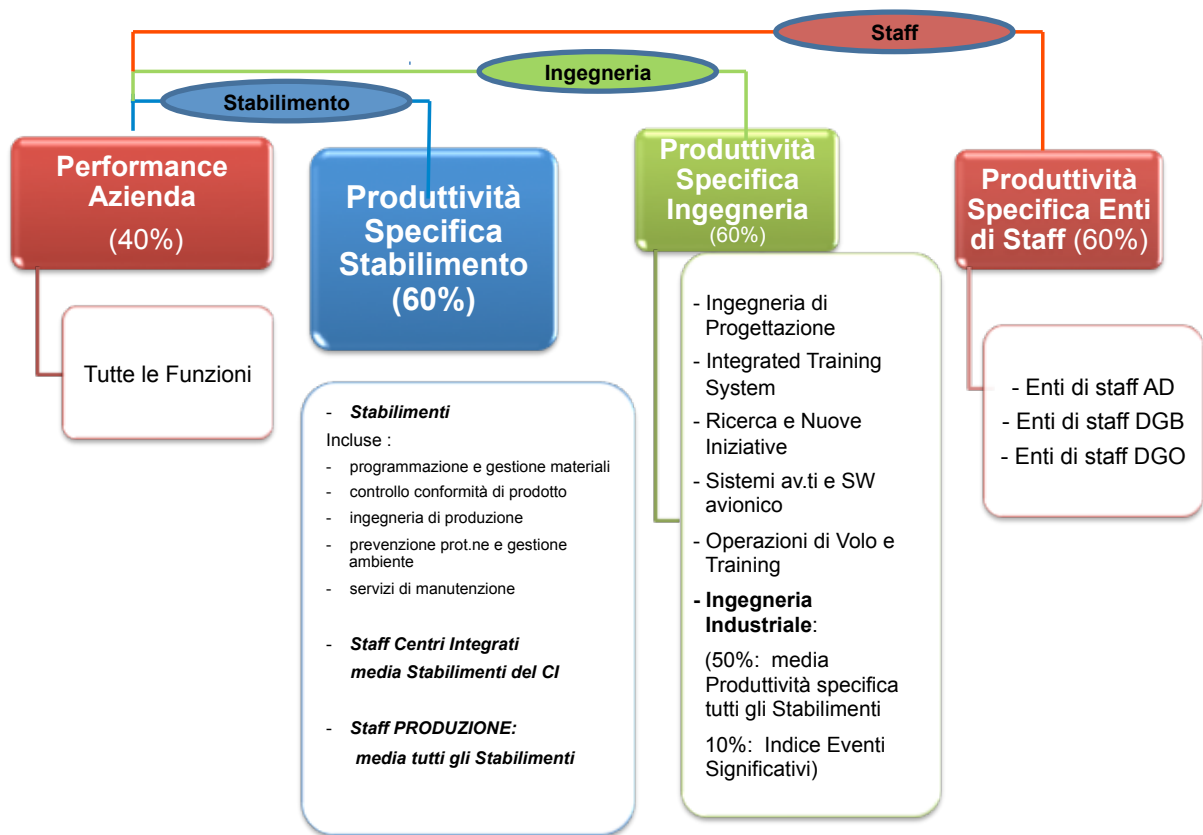 Staff
Ingegneria
Stabilimento
Performance
Azienda
(40%)
Tutte le Funzioni
Produttività
Specifica
Stabilimento
(60%)
- Stabilimenti
Incluse :
- programmazione e gestione materiali
- controllo conformità di prodotto
- ingegneria di produzione
- prevenzione prot.ne e gestione
ambiente
- servizi di manutenzione
- Staff Centri Integrati
media Stabilimenti del CI
- Staff PRODUZIONE:
media tutti gli Stabilimenti
Produttività
Specifica
Ingegneria
(60%)
- Ingegneria di
Progettazione
- Integrated Training
System
- Ricerca e Nuove
Iniziative
- Sistemi av.ti e SW
avionico
- Operazioni di Volo e
Training
- Ingegneria
Industriale:
(50%: media
Produttività specifica
tutti gli Stabilimenti
10%: Indice Eventi
Significativi)
Produttività
Specifica Enti
di Staff (60%)
- Enti di staff AD
- Enti di staff DGB
- Enti di staff DGO